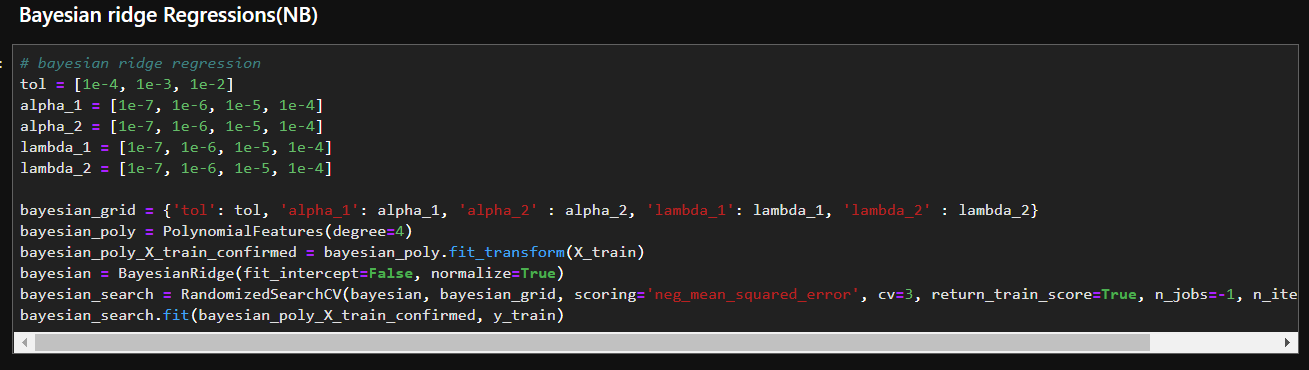 Bayesian ridge Regressions(NB)
:
# bayesian ridge regression
tol = [1e-4, 1e-3, 1e-2]
alpha_1 = [1e-7, 1e-6, 1e-5, 1e-4]
alpha_2 = [1e-7, 1e-6, 1e-5, 1e-4]
lambda_1 = [1e-7, 1e-6, 1e-5, 1e-4]
lambda_2 = [1e-7, 1e-6, 1e-5, 1e-4]
bayesian_grid = {'tol': tol, 'alpha_1': alpha_1, 'alpha_2' : alpha_2, 'lambda_1': lambda_1, 'lambda_2' : lambda_2}
bayesian_poly = PolynomialFeatures(degree=4)
bayesian_poly_X_train_confirmed = bayesian_poly.fit_transform(X_train)
bayesian = BayesianRidge(fit_intercept=False, normalize=True)
bayesian_search = RandomizedSearchCV(bayesian, bayesian_grid, scoring='neg_mean_squared_error', cv=3, return_train_score=True, n_jobs=-1, n_ite
bayesian_search.fit(bayesian_poly_X_train_confirmed, y_train)